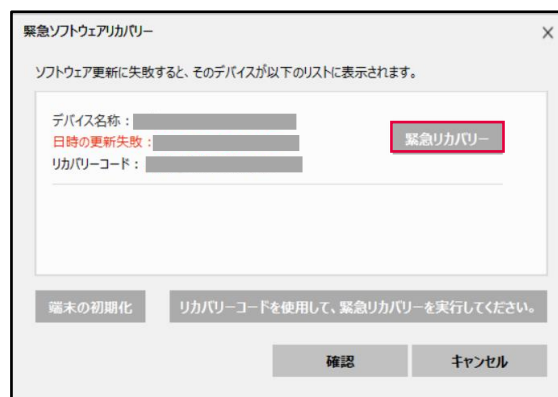 緊急ソフトウェアリカバリー
ソフトウェア更新に失敗すると、そのデバイスが以下のリストに表示されます。
デバイス名称：
日時の更新失敗：
緊急リカバリー
リカバリーコード：
端末の初期化
リカバリーコードを使用して、緊急リカバリーを実行してください。
確認
キャンセル